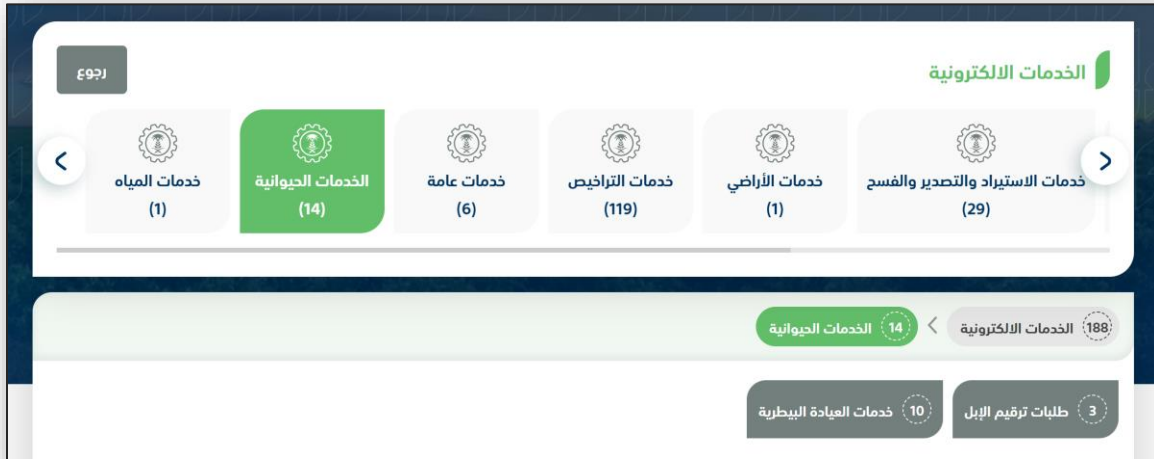 الخدمات الالكترونية
رجوع
خدمات الاستيراد والتصدير والفسح
(29)
خدمات الأراضي
(1)
خدمات التراخيص
(119)
خدمات عامة
(6)
الخدمات الحيوانية
(14)
خدمات المياه
(1)
188 الخدمات الالكترونية
14 الخدمات الحيوانية
3 طلبات ترقيم الإبل
10 خدمات العيادة البيطرية